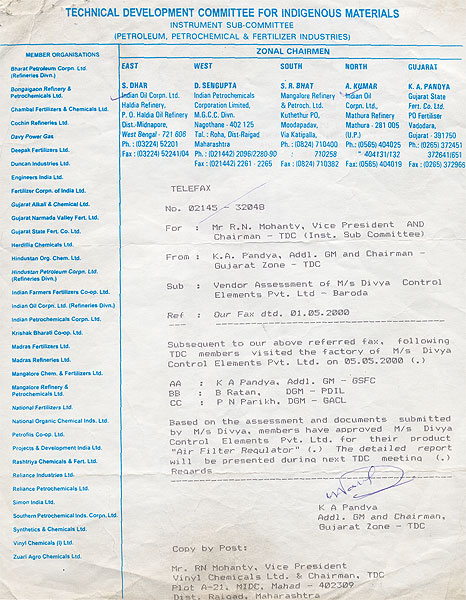 TECHNICAL DEVELOPMENT COMMITTEE FOR INDIGENOUS MATERIALS
INSTRUMENT SUB-COMMITTEE
(PETROLEUM, PETROCHEMICAL & FERTILIZER INDUSTRIES)
MEMBER ORGANISATIONS
Bharat Petroleum Corpn. Ltd.
(Refineries Divn.)
Bongaigaon Refinery &
Petrochemicals Ltd.
Chambal Fertilizers & Chemicals Ltd.
Cochin Refineries Ltd.
Davy Power Gas
Deepak Fertilizers Ltd.
Duncan Industries Ltd.
Engineers India Ltd.
Fertilizer Corpn. of India Ltd.
Gujarat Alkali & Chemical Ltd.
Gujarat Narmada Valley Fert. Ltd.
Gujarat State Fert. Co. Ltd.
Herdillia Chemicals Ltd.
Hindustan Org. Chem. Ltd.
Hindustan Petroleum Corpn. Ltd.
(Refineries Divn.)
Indian Farmers Fertilizers Co-op. Ltd.
Indian Oil Corpn. Ltd. (Refineries Divn.)
Indian Petrochemicals Corpn. Ltd.
Krishak Bharati Co-op. Ltd.
Madras Fertilizers Ltd.
Madras Refineries Ltd.
Mangalore Chem. & Fertilizers Ltd.
Mangalore Refinery &
Petrochemicals Ltd.
National Fertilizers Ltd.
National Organic Chemical Inds. Ltd.
Petrofils Co-op. Ltd.
Projects & Development India Ltd.
Rashtriya Chemicals & Fert. Ltd.
Reliance Industries Ltd.
Reliance Petrochemicals Ltd.
Simon India Ltd.
Southern Petrochemical Inds. Corpn. Ltd.
Synthetics & Chemicals Ltd.
Vinyl Chemicals (I) Ltd.
Zuari Agro Chemicals Ltd.
ZONAL CHAIRMEN
EAST
S. DHAR
Indian Oil Corpn. Ltd.
Haldia Refinery,
P. O. Haldia Oil Refinery
Dist.-Midnapore,
West Bengal - 721 606
Ph. : (03224) 52201
Fax : (03224) 52241/04
WEST
D. SENGUPTA
Indian Petrochemicals
Corporation Limited,
M.G.C.C. Divn.
Nagothane - 402 125
Tal. : Roha, Dist-Raigad
Maharashtra
Ph. : (021442) 2096/2280-90
Fax : (021442) 2261 - 2265
SOUTH
S. R. BHAT
Mangalore Refinery
& Petroch. Ltd.
Kuthethur PO,
Moodapadav,
Via Katipalla,
Ph. : (0824) 710400
710258
Fax : (0824) 710382
NORTH
A. KUMAR
Indian Oil
Corpn. Ltd.,
Mathura Refinery
Mathura - 281 005
(U.P.)
Ph. : (0565) 404025
404131/132
Fax : (0565) 404019
GUJARAT
K. A. PANDYA
Gujarat State
Fert. Co. Ltd.
PO Fertiliser
Vadodara,
Gujarat - 391750
Ph. : (0265) 372451
372641/651
Fax : (0265) 372966
TELEFAX
No. 02145 - 32048
For : Mr R.N. Mohanty, Vice President AND
Chairman - TDC (Inst. Sub Committee)
From : K.A. Pandya, Addl. GM and Chairman -
Gujarat Zone - TDC
Sub : Vendor Assessment of M/s Divya Control
Elements Pvt. Ltd - Baroda
Ref : Our Fax dtd. 01.05.2000
Subsequent to our above referred fax, following
TDC members visited the factory of M/s Divya
Control Elements Pvt. Ltd. on 05.05.2000 (.)
AA : K A Pandya, Addl. GM - GSFC
BB : B Ratan, DGM - PDIL
CC : P N Parikh, DGM - GACL
Based on the assessment and documents submitted
by M/s Divya, members have approved M/s Divya
Control Elements Pvt. Ltd. for their product
"Air Filter Regulator" (.) The detailed report
will be presented during next TDC meeting (.)
Regards
K A Pandya
Addl. GM and Chairman,
Gujarat Zone - TDC
Copy by Post:
Mr. RN Mohanty, Vice President
Vinyl Chemicals Ltd. & Chairman, TDC
Plot A-21, MIDC, Mahad - 402309
Dist. Raigad, Maharashtra